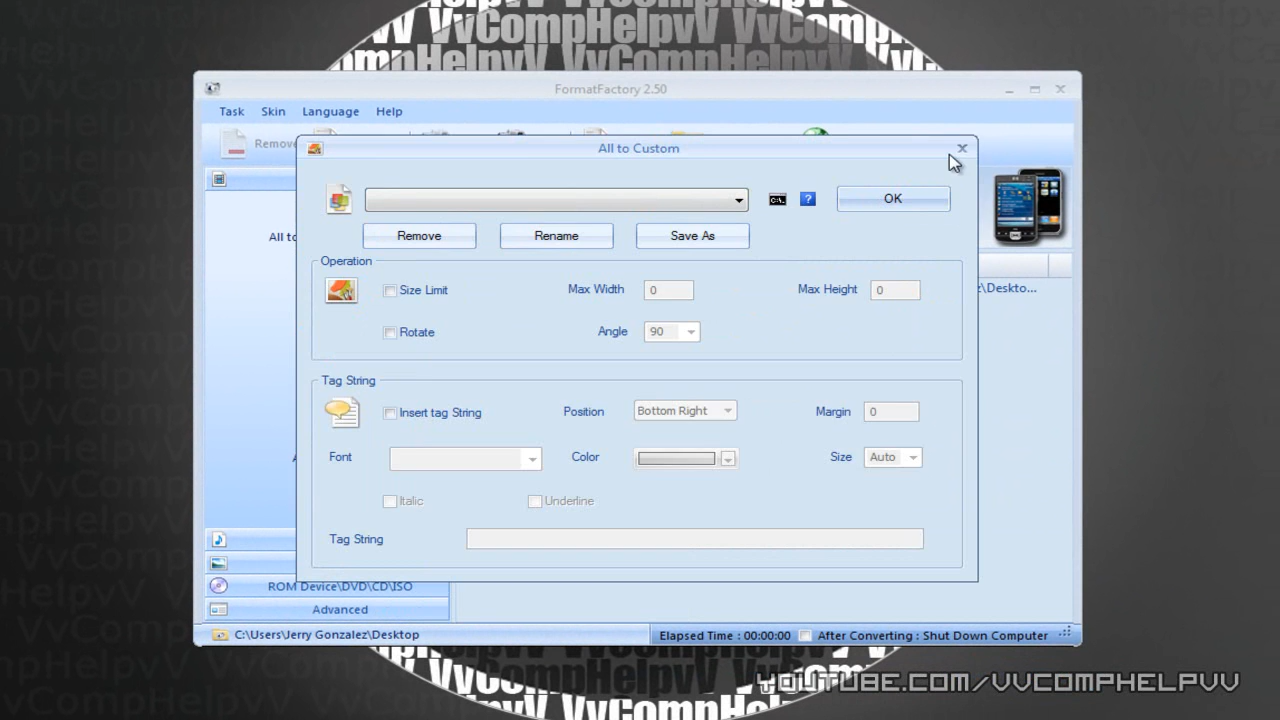 VvCompHelpvV VvCompHelpvV
FormatFactory 2.50
Task Skin Language Help
Remove
All to Custom
OK
All to
Remove Rename Save As
Operation
Size Limit Max Width 0 Max Height 0
z\Deskto...
Rotate Angle 90
Tag String
Insert tag String Position Bottom Right Margin 0
Font Color Size Auto
Italic Underline
Tag String
ROM Device\DVD\CD\ISO
Advanced
C:\Users\Jerry Gonzalez\Desktop
Elapsed Time : 00:00:00 After Converting : Shut Down Computer
YOUTUBE.COM/VVCOMPHELPVV